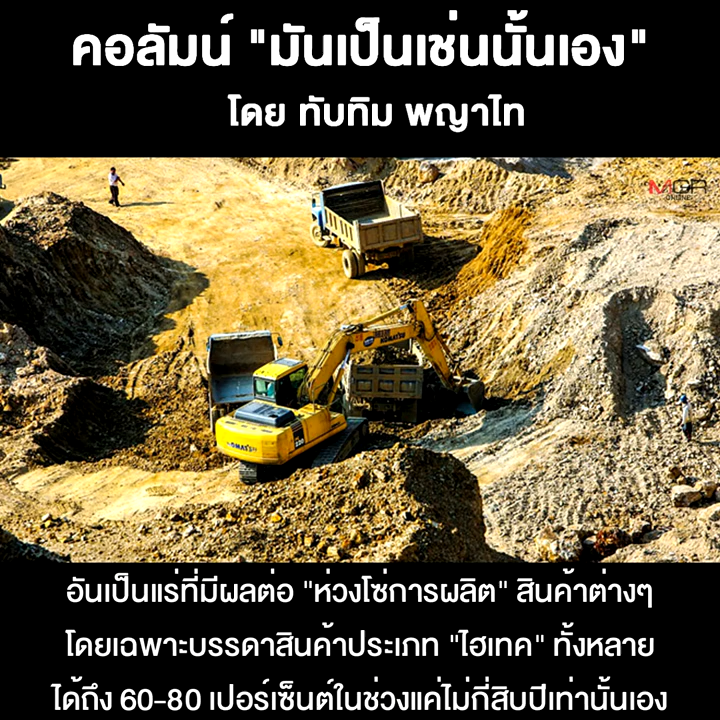 คอลัมน์ "มันเป็นเช่นนั้นเอง"
โดย ทับทิม พญาไท
MGR
ONLINE
KOMATSU
KOMATSU
220
อันเป็นแร่ที่มีผลต่อ "ห่วงโซ่การผลิต" สินค้าต่างๆ
โดยเฉพาะบรรดาสินค้าประเภท "ไฮเทค" ทั้งหลาย
ได้ถึง 60-80 เปอร์เซ็นต์ในช่วงแค่ไม่กี่สิบปีเท่านั้นเอง